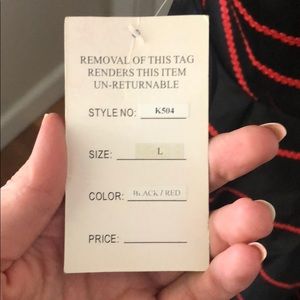 REMOVAL OF THIS TAG
RENDERS THIS ITEM
UN-RETURNABLE
STYLE NO: K504
SIZE: L
COLOR: BLACK / RED
PRICE: